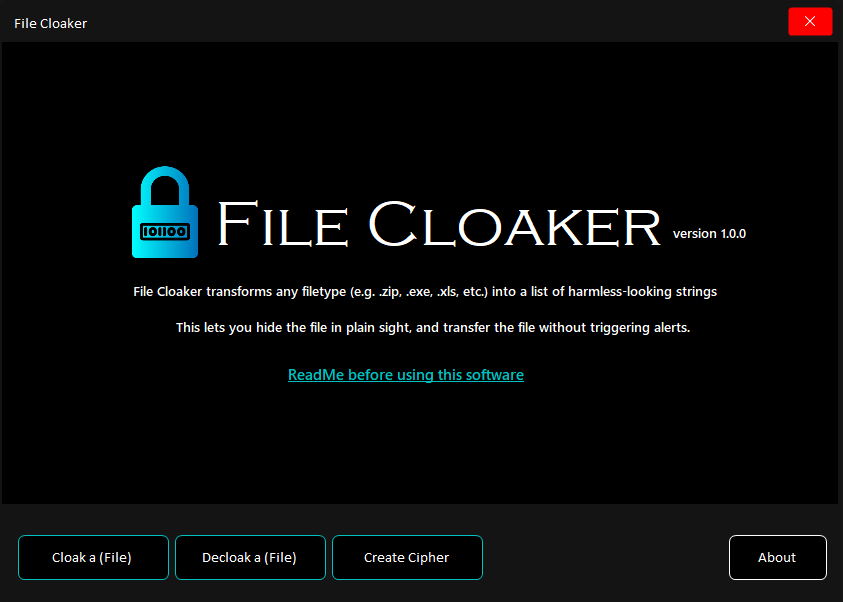 File Cloaker
101100
FILE CLOAKER version 1.0.0
File Cloaker transforms any filetype (e.g. .zip, .exe, .xls, etc.) into a list of harmless-looking strings
This lets you hide the file in plain sight, and transfer the file without triggering alerts.
ReadMe before using this software
Cloak a (File) Decloak a (File) Create Cipher About